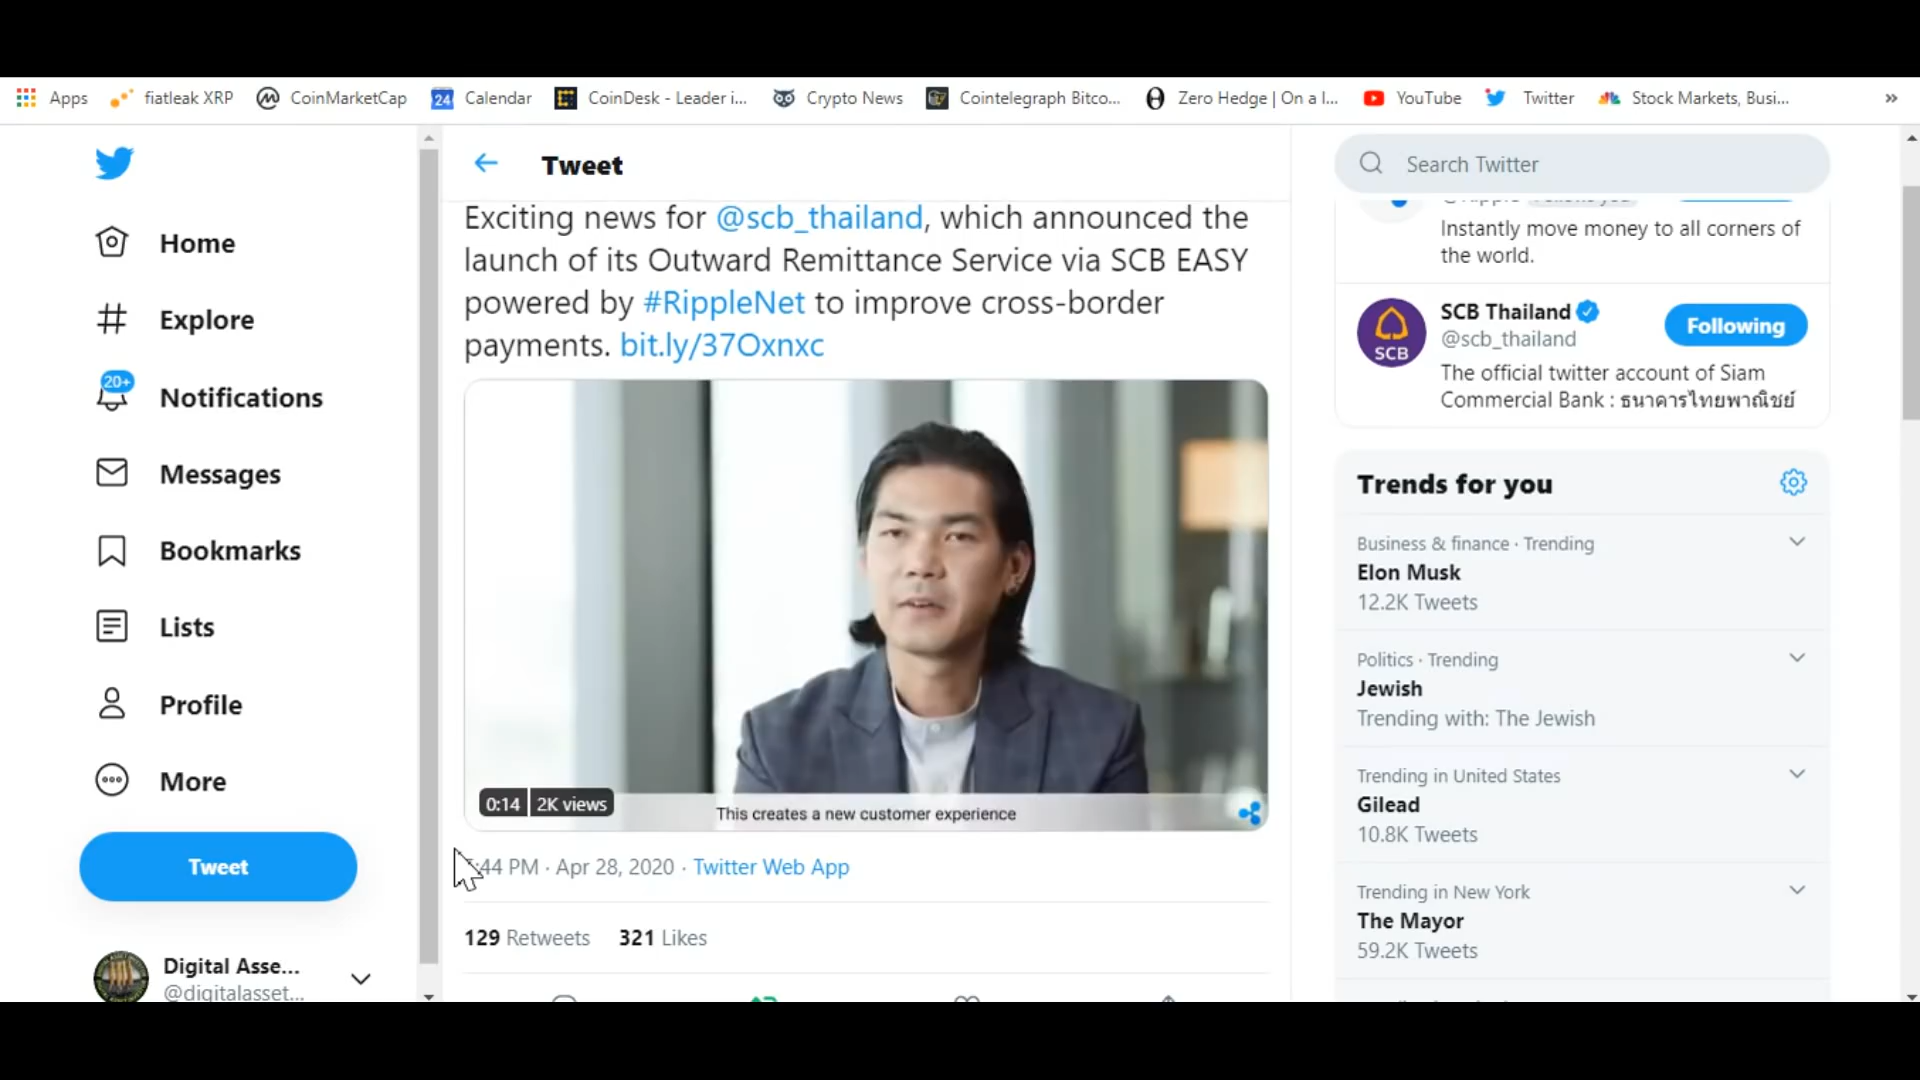 Apps
fiatleak XRP
CoinMarketCap
24
Calendar
CoinDesk - Leader i...
Crypto News
Cointelegraph Bitco...
Zero Hedge | On a l...
YouTube
Twitter
Stock Markets, Busi...
»
Home
Explore
20+
Notifications
Messages
Bookmarks
Lists
Profile
More
Tweet
Digital Asse...
@digitalasset...
Tweet
Exciting news for @scb_thailand, which announced the
launch of its Outward Remittance Service via SCB EASY
powered by #RippleNet to improve cross-border
payments. bit.ly/37Oxnxc
This creates a new customer experience
0:14
2K views
:44 PM · Apr 28, 2020 · Twitter Web App
129 Retweets 321 Likes
Search Twitter
Instantly move money to all corners of
the world.
SCB
SCB Thailand
@scb_thailand
Following
The official twitter account of Siam
Commercial Bank : ธนาคารไทยพาณิชย์
Trends for you
Business & finance · Trending
Elon Musk
12.2K Tweets
Politics · Trending
Jewish
Trending with: The Jewish
Trending in United States
Gilead
10.8K Tweets
Trending in New York
The Mayor
59.2K Tweets